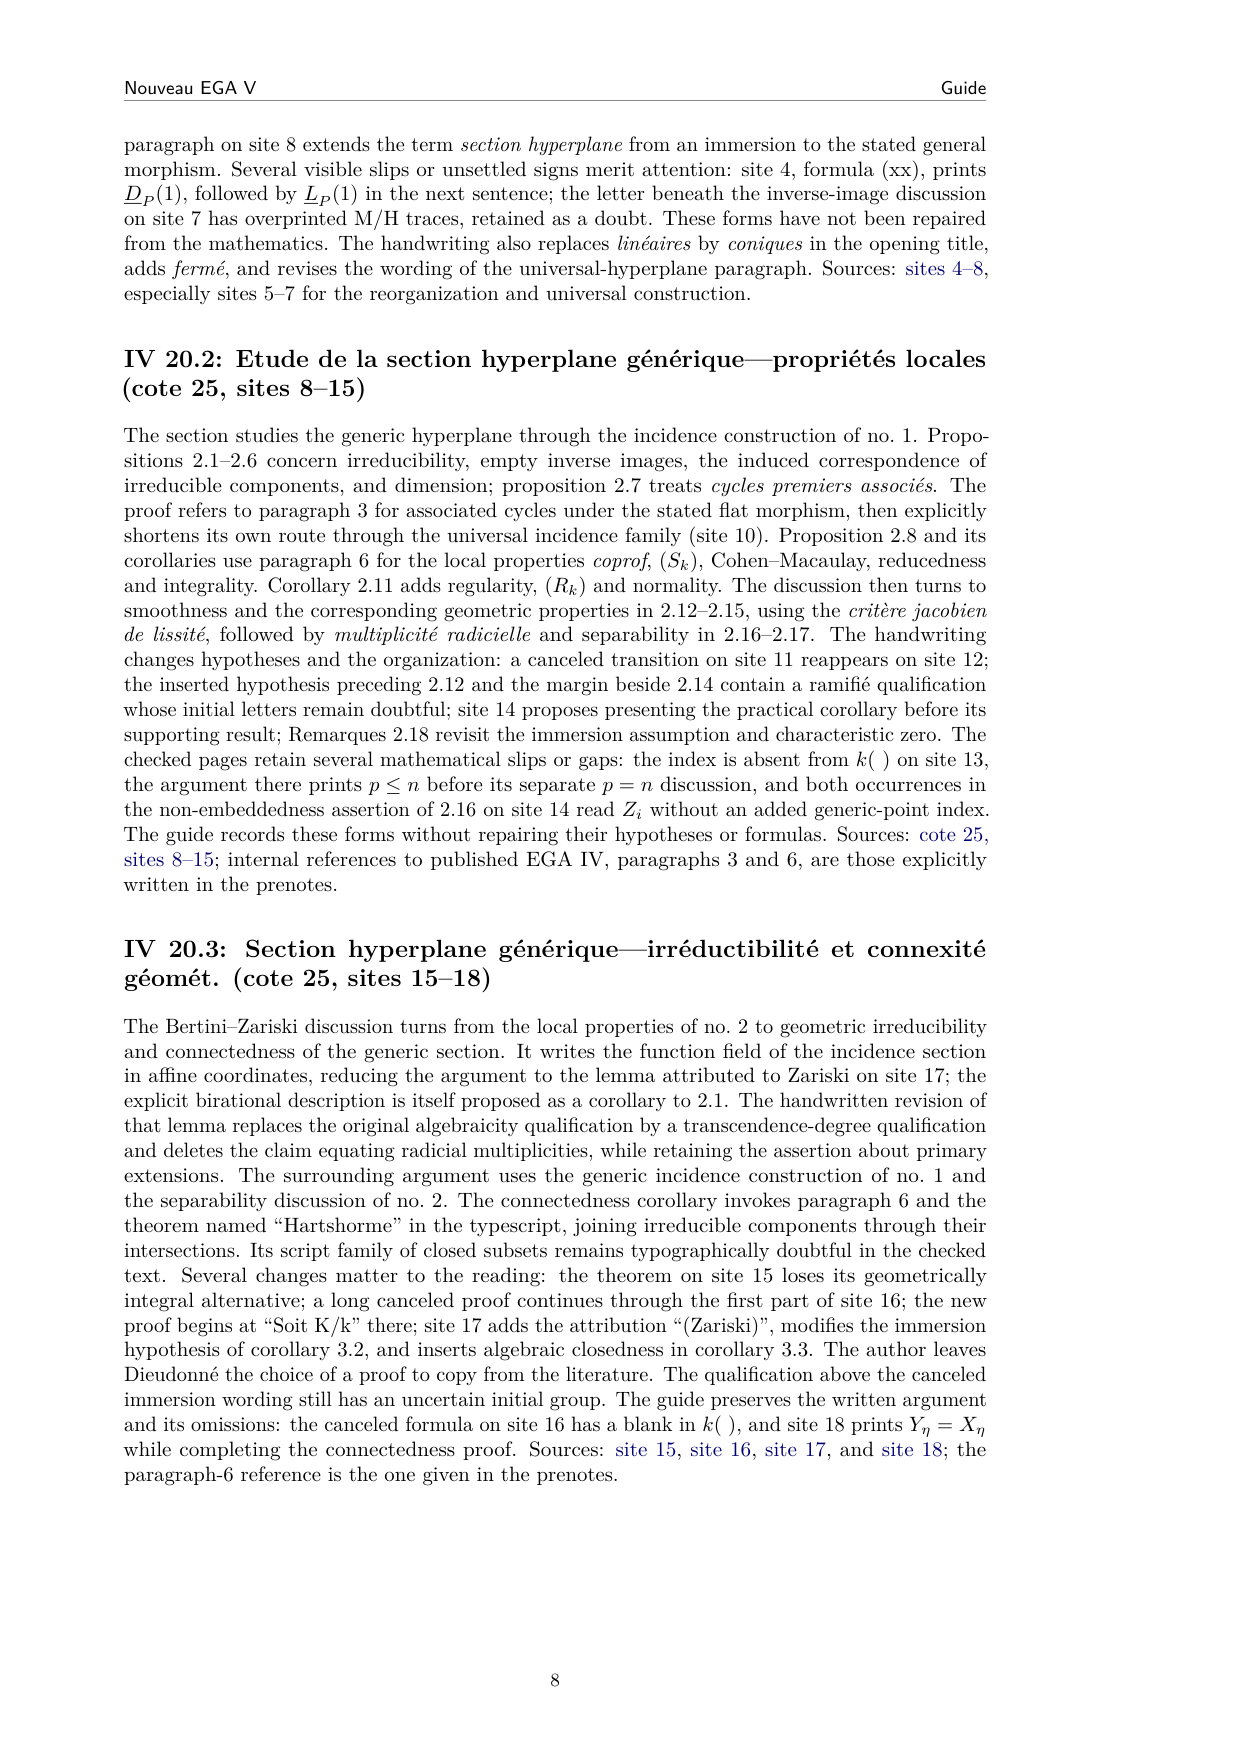 Nouveau EGA V Guide
paragraph on site 8 extends the term section hyperplane from an immersion to the stated general
morphism. Several visible slips or unsettled signs merit attention: site 4, formula (xx), prints
D_P(1), followed by L_P(1) in the next sentence; the letter beneath the inverse-image discussion
on site 7 has overprinted M/H traces, retained as a doubt. These forms have not been repaired
from the mathematics. The handwriting also replaces linéaires by coniques in the opening title,
adds fermé, and revises the wording of the universal-hyperplane paragraph. Sources: sites 4–8,
especially sites 5–7 for the reorganization and universal construction.
IV 20.2: Etude de la section hyperplane générique—propriétés locales
(cote 25, sites 8–15)
The section studies the generic hyperplane through the incidence construction of no. 1. Propo-
sitions 2.1–2.6 concern irreducibility, empty inverse images, the induced correspondence of
irreducible components, and dimension; proposition 2.7 treats cycles premiers associés. The
proof refers to paragraph 3 for associated cycles under the stated flat morphism, then explicitly
shortens its own route through the universal incidence family (site 10). Proposition 2.8 and its
corollaries use paragraph 6 for the local properties coprof, (S_k), Cohen–Macaulay, reducedness
and integrality. Corollary 2.11 adds regularity, (R_k) and normality. The discussion then turns to
smoothness and the corresponding geometric properties in 2.12–2.15, using the critère jacobien
de lissité, followed by multiplicité radicielle and separability in 2.16–2.17. The handwriting
changes hypotheses and the organization: a canceled transition on site 11 reappears on site 12;
the inserted hypothesis preceding 2.12 and the margin beside 2.14 contain a ramifié qualification
whose initial letters remain doubtful; site 14 proposes presenting the practical corollary before its
supporting result; Remarques 2.18 revisit the immersion assumption and characteristic zero. The
checked pages retain several mathematical slips or gaps: the index is absent from k( ) on site 13,
the argument there prints p ≤ n before its separate p = n discussion, and both occurrences in
the non-embeddedness assertion of 2.16 on site 14 read Z_i without an added generic-point index.
The guide records these forms without repairing their hypotheses or formulas. Sources: cote 25,
sites 8–15; internal references to published EGA IV, paragraphs 3 and 6, are those explicitly
written in the prenotes.
IV 20.3: Section hyperplane générique—irréductibilité et connexité
géomét. (cote 25, sites 15–18)
The Bertini–Zariski discussion turns from the local properties of no. 2 to geometric irreducibility
and connectedness of the generic section. It writes the function field of the incidence section
in affine coordinates, reducing the argument to the lemma attributed to Zariski on site 17; the
explicit birational description is itself proposed as a corollary to 2.1. The handwritten revision of
that lemma replaces the original algebraicity qualification by a transcendence-degree qualification
and deletes the claim equating radical multiplicities, while retaining the assertion about primary
extensions. The surrounding argument uses the generic incidence construction of no. 1 and
the separability discussion of no. 2. The connectedness corollary invokes paragraph 6 and the
theorem named “Hartshorme” in the typescript, joining irreducible components through their
intersections. Its script family of closed subsets remains typographically doubtful in the checked
text. Several changes matter to the reading: the theorem on site 15 loses its geometrically
integral alternative; a long canceled proof continues through the first part of site 16; the new
proof begins at “Soit K/k” there; site 17 adds the attribution “(Zariski)”, modifies the immersion
hypothesis of corollary 3.2, and inserts algebraic closedness in corollary 3.3. The author leaves
Dieudonné the choice of a proof to copy from the literature. The qualification above the canceled
immersion wording still has an uncertain initial group. The guide preserves the written argument
and its omissions: the canceled formula on site 16 has a blank in k( ), and site 18 prints Y_η = X_η
while completing the connectedness proof. Sources: site 15, site 16, site 17, and site 18; the
paragraph-6 reference is the one given in the prenotes.
8